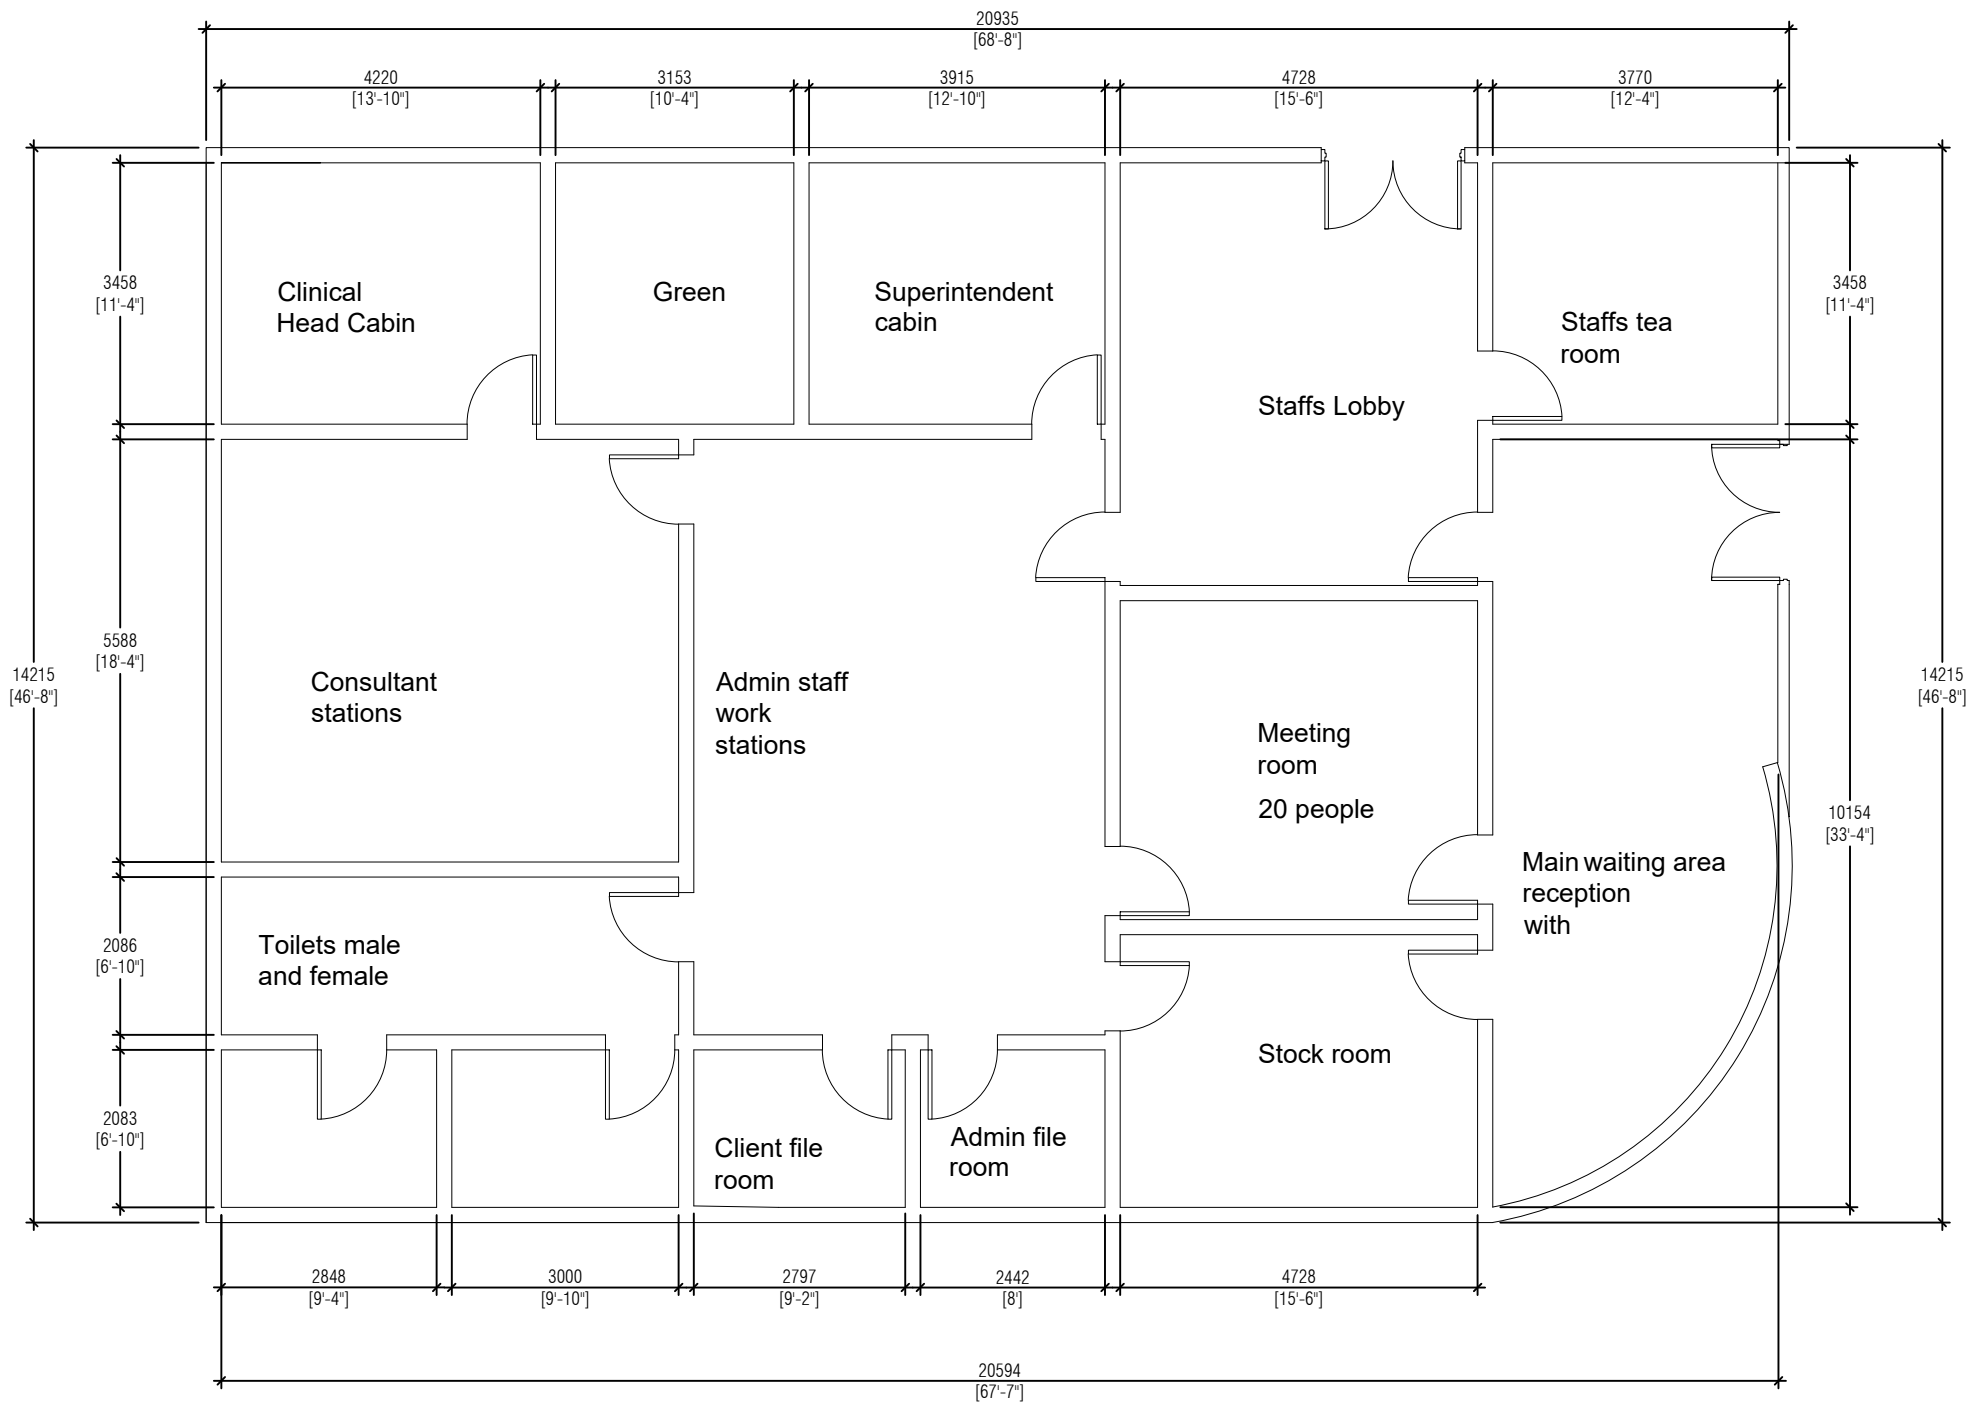 20935
[68'-8"]
4220
[13'-10"]
3153
[10'-4"]
3915
[12'-10"]
4728
[15'-6"]
3770
[12'-4"]
3458
[11'-4"]
Clinical
Head Cabin
Green
Superintendent
cabin
Staffs Lobby
Staffs tea
room
3458
[11'-4"]
14215
[46'-8"]
5588
[18'-4"]
Consultant
stations
Admin staff
work
stations
Meeting
room
20 people
14215
[46'-8"]
10154
[33'-4"]
Main waiting area
reception
with
2086
[6'-10"]
Toilets male
and female
Stock room
2083
[6'-10"]
Client file
room
Admin file
room
2848
[9'-4"]
3000
[9'-10"]
2797
[9'-2"]
2442
[8']
4728
[15'-6"]
20594
[67'-7"]